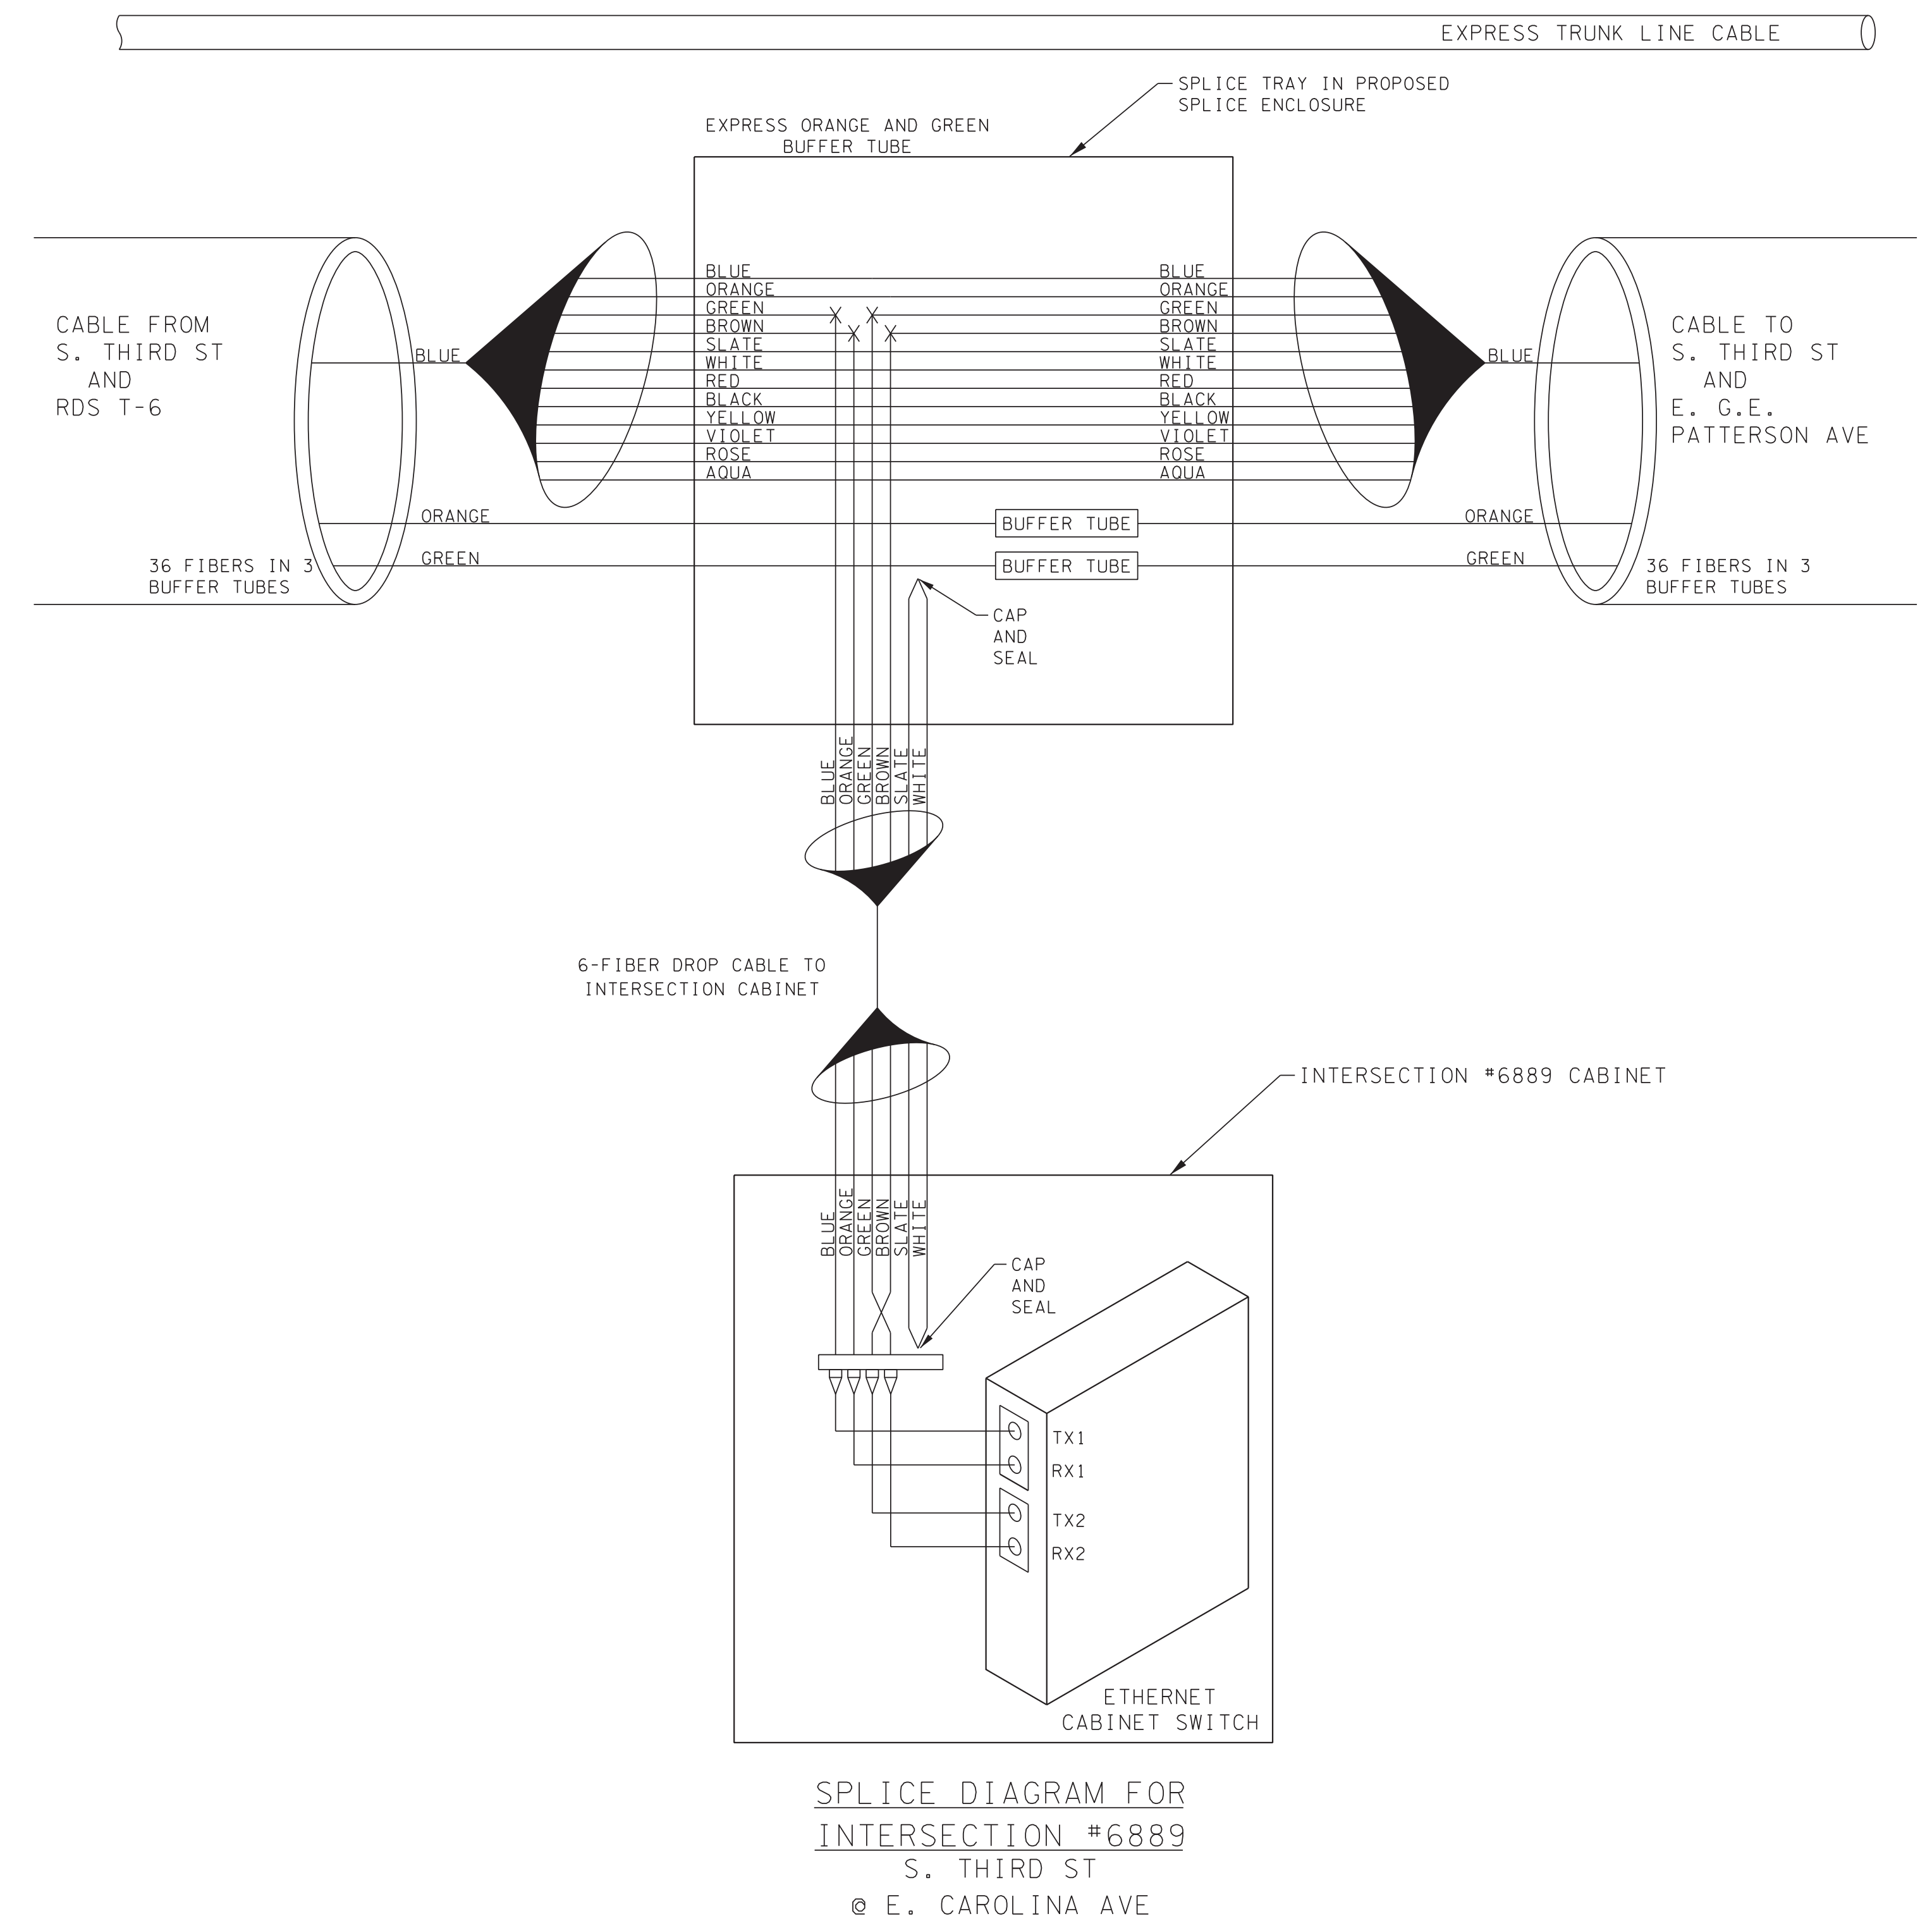 EXPRESS TRUNK LINE CABLE
SPLICE TRAY IN PROPOSED
SPLICE ENCLOSURE
EXPRESS ORANGE AND GREEN
BUFFER TUBE
CABLE FROM
S. THIRD ST
AND
RDS T-6
BLUE
36 FIBERS IN 3
BUFFER TUBES
ORANGE
GREEN
BLUE
ORANGE
GREEN
BROWN
SLATE
WHITE
RED
BLACK
YELLOW
VIOLET
ROSE
AQUA
BLUE
ORANGE
GREEN
BROWN
SLATE
WHITE
RED
BLACK
YELLOW
VIOLET
ROSE
AQUA
BUFFER TUBE
BUFFER TUBE
BLUE
ORANGE
GREEN
CABLE TO
S. THIRD ST
AND
E. G.E.
PATTERSON AVE
36 FIBERS IN 3
BUFFER TUBES
CAP
AND
SEAL
BLUE
ORANGE
GREEN
BROWN
SLATE
WHITE
6-FIBER DROP CABLE TO
INTERSECTION CABINET
INTERSECTION #6889 CABINET
BLUE
ORANGE
GREEN
BROWN
SLATE
WHITE
CAP
AND
SEAL
TX1
RX1
TX2
RX2
ETHERNET
CABINET SWITCH
SPLICE DIAGRAM FOR
INTERSECTION #6889
S. THIRD ST
@ E. CAROLINA AVE